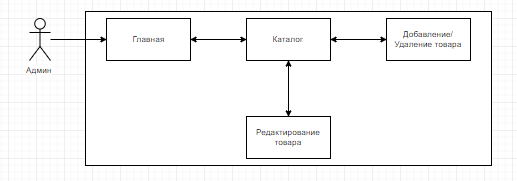 Главная
Каталог
Добавление/
Удаление товара
Админ
Редактирование
товара